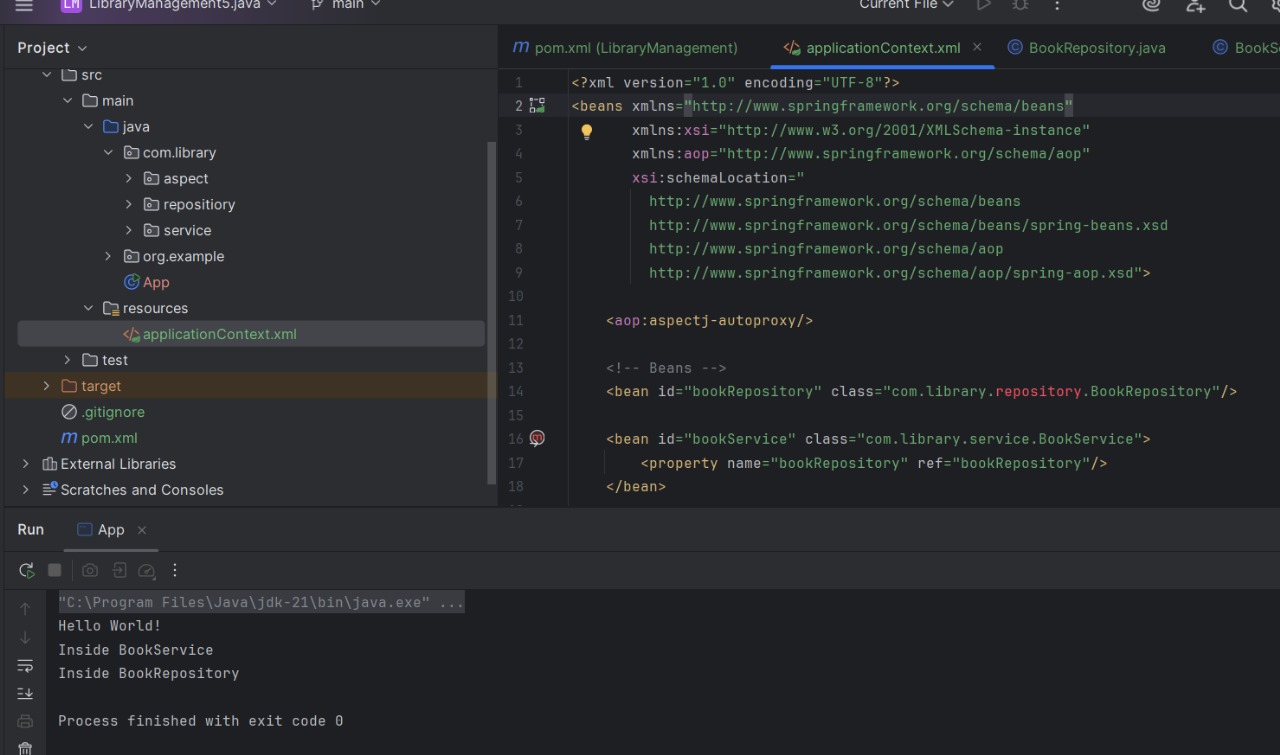 LM LibraryManagement5.java main Current File
Project
src
main
java
com.library
aspect
repositiory
service
org.example
App
resources
applicationContext.xml
test
target
.gitignore
pom.xml
External Libraries
Scratches and Consoles
pom.xml (LibraryManagement) applicationContext.xml BookRepository.java BookS
1 <?xml version="1.0" encoding="UTF-8"?>
2 <beans xmlns="http://www.springframework.org/schema/beans"
3 xmlns:xsi="http://www.w3.org/2001/XMLSchema-instance"
4 xmlns:aop="http://www.springframework.org/schema/aop"
5 xsi:schemaLocation="
6 http://www.springframework.org/schema/beans
7 http://www.springframework.org/schema/beans/spring-beans.xsd
8 http://www.springframework.org/schema/aop
9 http://www.springframework.org/schema/aop/spring-aop.xsd">
10
11 <aop:aspectj-autoproxy/>
12
13 <!-- Beans -->
14 <bean id="bookRepository" class="com.library.repository.BookRepository"/>
15
16 <bean id="bookService" class="com.library.service.BookService">
17 <property name="bookRepository" ref="bookRepository"/>
18 </bean>
Run App
"C:\Program Files\Java\jdk-21\bin\java.exe" ...
Hello World!
Inside BookService
Inside BookRepository
Process finished with exit code 0